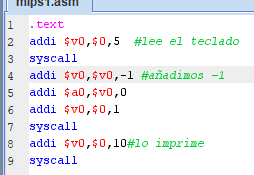 mips1.asm
1 .text
2 addi $v0,$0,5 #lee el teclado
3 syscall
4 addi $v0,$v0,-1 #añadimos -1
5 addi $a0,$v0,0
6 addi $v0,$0,1
7 syscall
8 addi $v0,$0,10#lo imprime
9 syscall